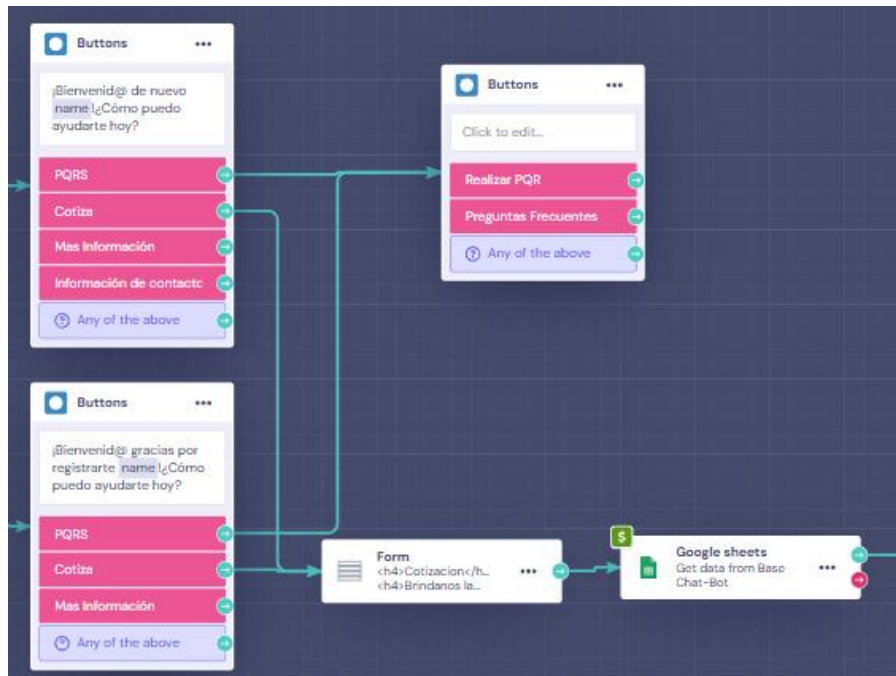 Buttons
¡Bienvenid@ de nuevo
name !¿Cómo puedo
ayudarte hoy?
PQRS
Cotiza
Mas Información
Información de contacto
Any of the above
Buttons
Click to edit...
Realizar PQR
Preguntas Frecuentes
Any of the above
Buttons
¡Bienvenid@ gracias por
registrarte name !¿Cómo
puedo ayudarte hoy?
PQRS
Cotiza
Mas Información
Any of the above
Form
<h4>Cotizacion</h...
<h4>Brindanos la...
$
Google sheets
Get data from Base
Chat-Bot